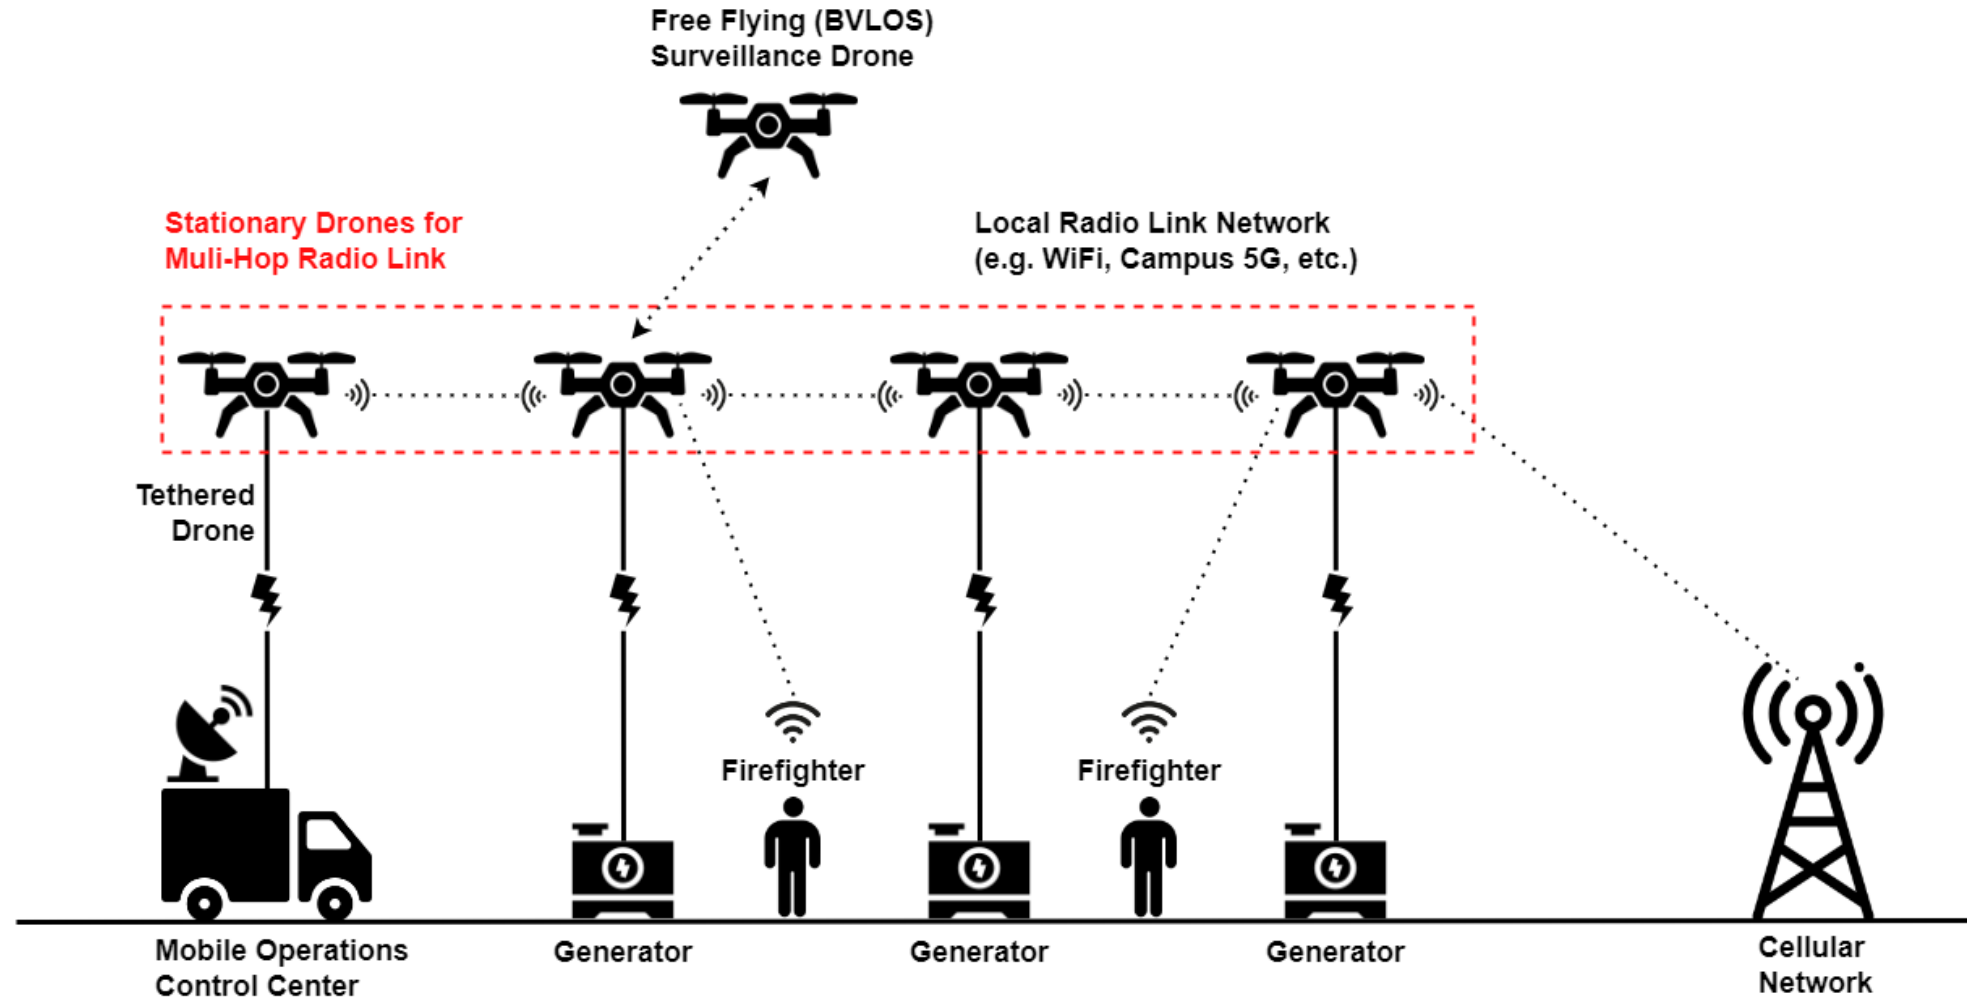 Free Flying (BVLOS)
Surveillance Drone
Stationary Drones for
Muli-Hop Radio Link
Local Radio Link Network
(e.g. WiFi, Campus 5G, etc.)
Tethered
Drone
Firefighter
Firefighter
Mobile Operations
Control Center
Generator
Generator
Generator
Cellular
Network